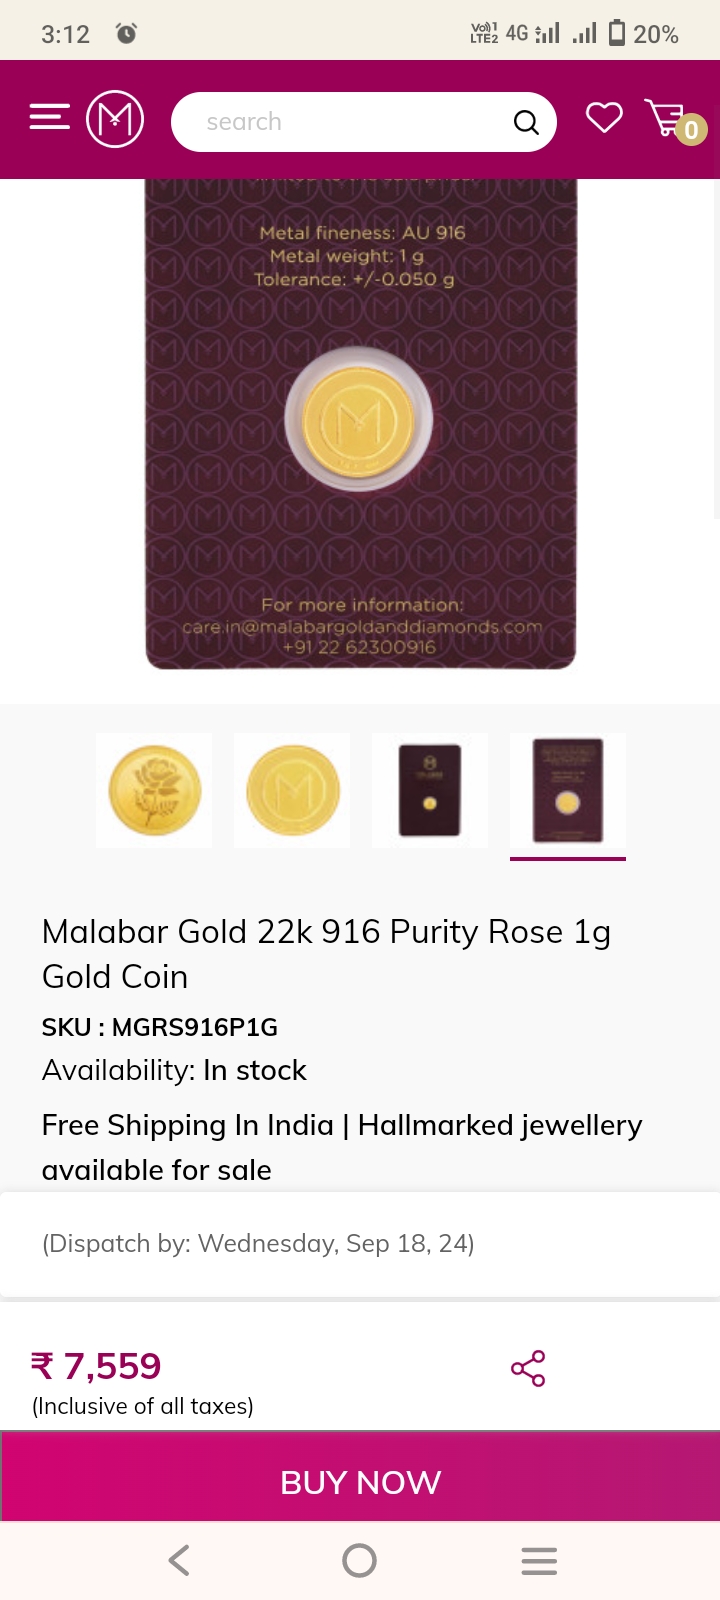 3:12
Vo))1 LTE2 4G 20%
search
0
Metal fineness: AU 916
Metal weight: 1 g
Tolerance: +/-0.050 g
For more information:
care.in@malabargoldanddiamonds.com
+91 22 62300916
Malabar Gold 22k 916 Purity Rose 1g
Gold Coin
SKU : MGRS916P1G
Availability: In stock
Free Shipping In India | Hallmarked jewellery
available for sale
(Dispatch by: Wednesday, Sep 18, 24)
₹ 7,559
(Inclusive of all taxes)
BUY NOW